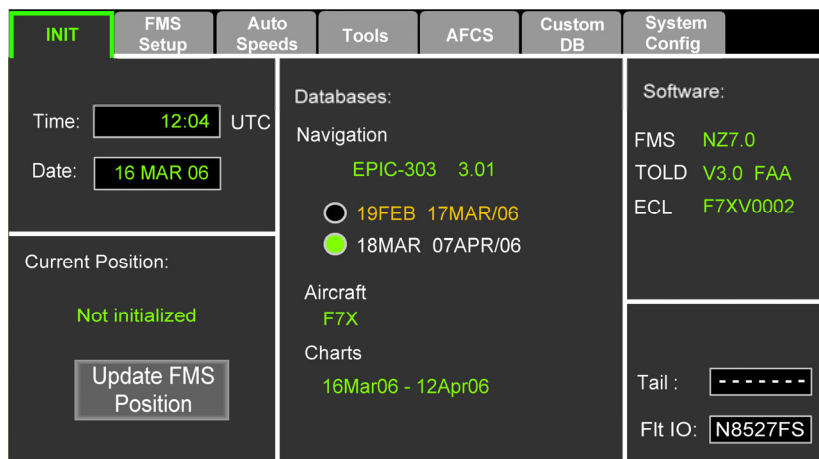 INIT
FMS
Setup
Auto
Speeds
Tools
AFCS
Custom
DB
System
Config
Time: 12:04 UTC
Date: 16 MAR 06
Current Position:
Not initialized
Update FMS
Position
Databases:
Navigation
EPIC-303 3.01
19FEB 17MAR/06
18MAR 07APR/06
Aircraft
F7X
Charts
16Mar06 - 12Apr06
Software:
FMS NZ7.0
TOLD V3.0 FAA
ECL F7XV0002
Tail : -------
Flt IO: N8527FS